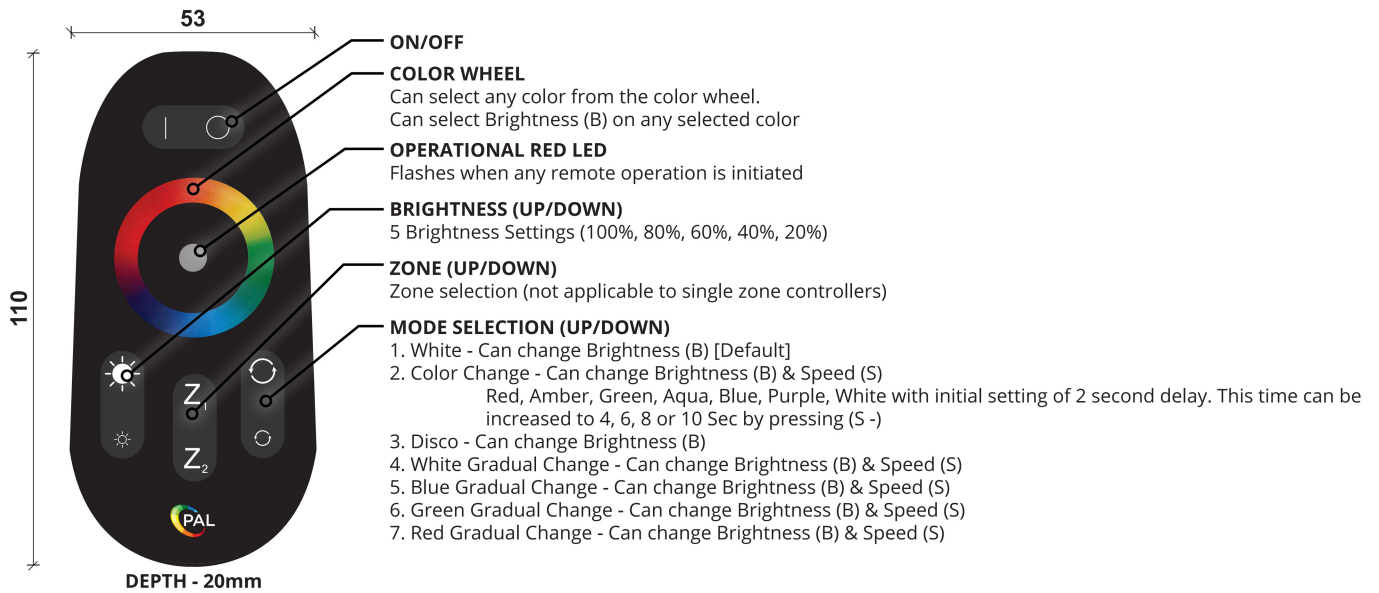 53
110
ON/OFF
COLOR WHEEL
Can select any color from the color wheel.
Can select Brightness (B) on any selected color
OPERATIONAL RED LED
Flashes when any remote operation is initiated
BRIGHTNESS (UP/DOWN)
5 Brightness Settings (100%, 80%, 60%, 40%, 20%)
ZONE (UP/DOWN)
Zone selection (not applicable to single zone controllers)
MODE SELECTION (UP/DOWN)
1. White - Can change Brightness (B) [Default]
2. Color Change - Can change Brightness (B) & Speed (S)
Red, Amber, Green, Aqua, Blue, Purple, White with initial setting of 2 second delay. This time can be
increased to 4, 6, 8 or 10 Sec by pressing (S -)
3. Disco - Can change Brightness (B)
4. White Gradual Change - Can change Brightness (B) & Speed (S)
5. Blue Gradual Change - Can change Brightness (B) & Speed (S)
6. Green Gradual Change - Can change Brightness (B) & Speed (S)
7. Red Gradual Change - Can change Brightness (B) & Speed (S)
Z1
Z2
PAL
DEPTH - 20mm